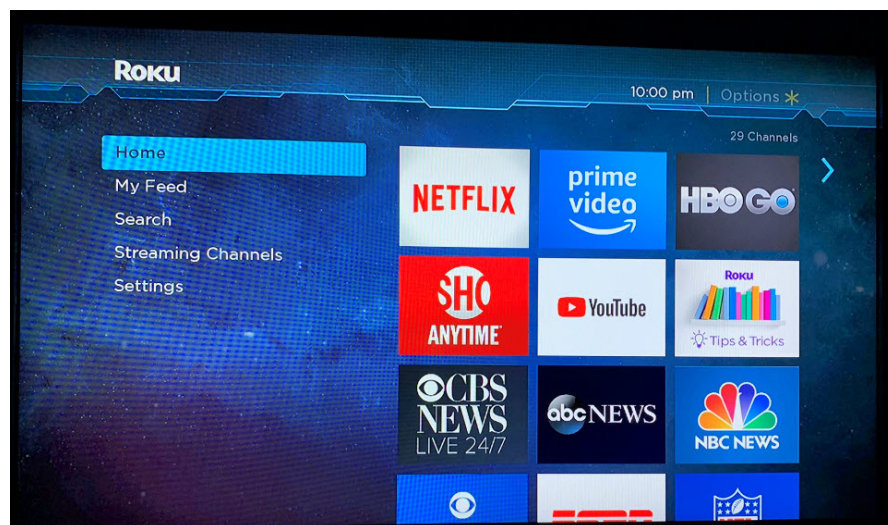 Roku
10:00 pm | Options
29 Channels
Home
My Feed
Search
Streaming Channels
Settings
NETFLIX
prime
video
HBO GO
SHO
ANYTIME
YouTube
Roku
Tips & Tricks
CBS
NEWS
LIVE 24/7
abc NEWS
NBC NEWS